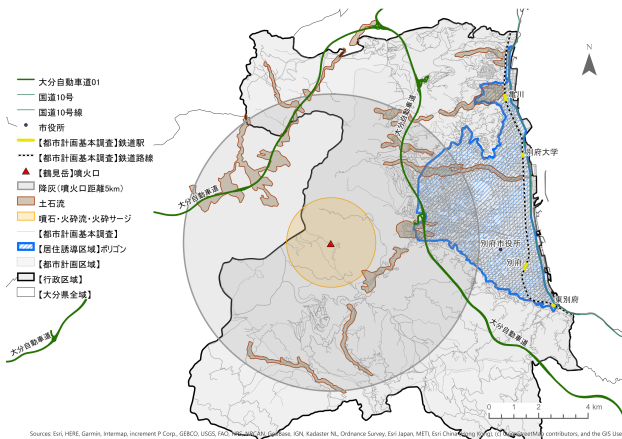 N
大分自動車道01
国道10号
国道10号線
市役所
【都市計画基本調査】鉄道駅
【都市計画基本調査】鉄道路線
【鶴見岳】噴火口
降灰(噴火口距離5km)
土石流
噴石・火砕流・火砕サージ
【都市計画基本調査】
【居住誘導区域】ポリゴン
【都市計画区域】
【行政区域】
【大分県全域】
大分自動車道
大分自動車道
亀川
別府大学
別府市役所
別府
東別府
大分自動車道
大分自動車道
0 1 2 4 km
Sources: Esri, HERE, Garmin, Intermap, increment P Corp., GEBCO, USGS, FAO, NPS, NRCAN, GeoBase, IGN, Kadaster NL, Ordnance Survey, Esri Japan, METI, Esri China (Hong Kong), (c) OpenStreetMap contributors, and the GIS Use